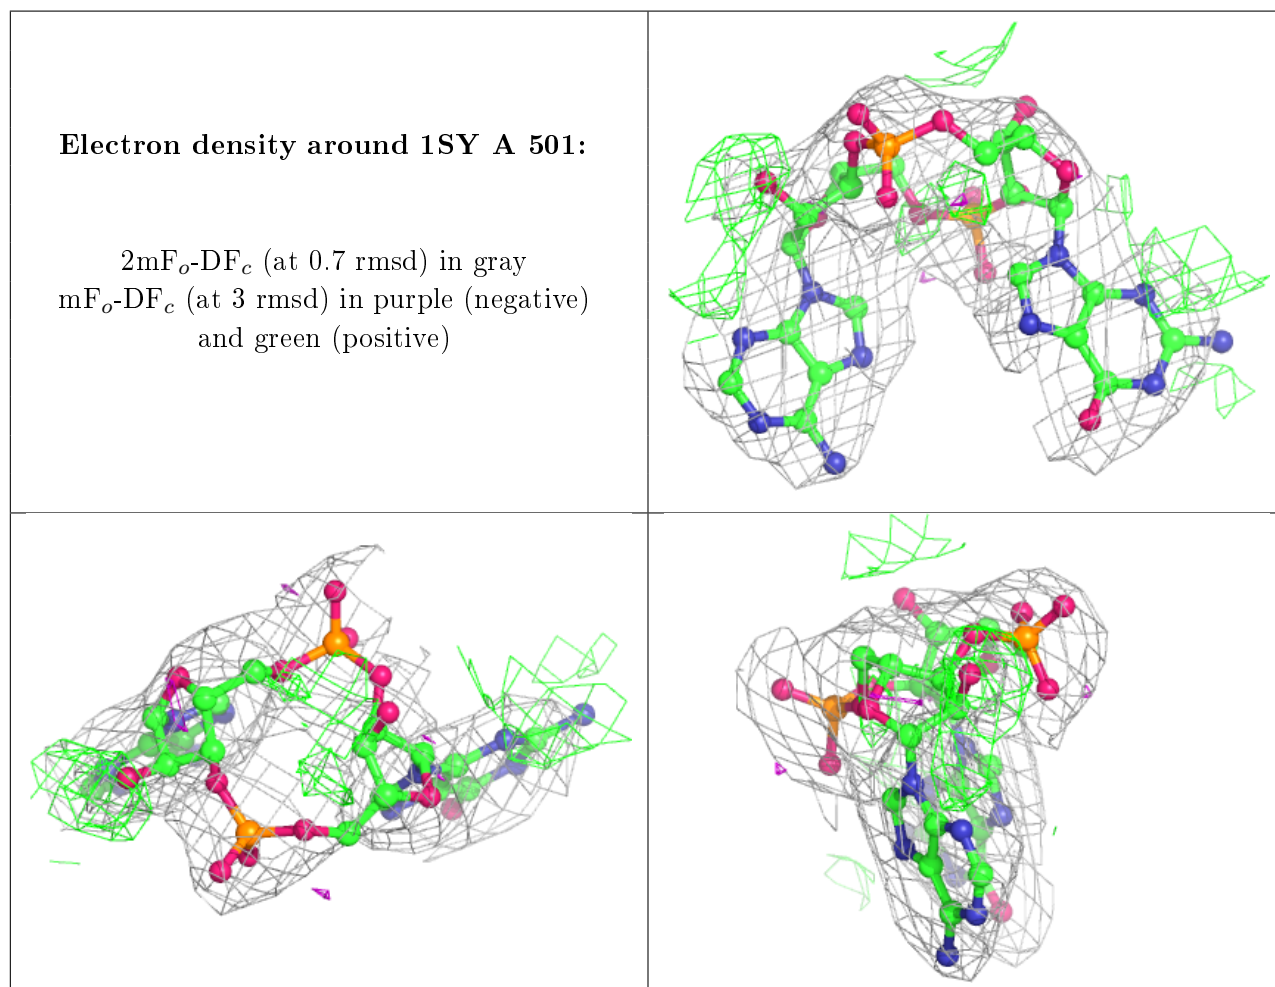 Electron density around 1SY A 501:
2mFₒ-DF𝒸 (at 0.7 rmsd) in gray
mFₒ-DF𝒸 (at 3 rmsd) in purple (negative)
and green (positive)